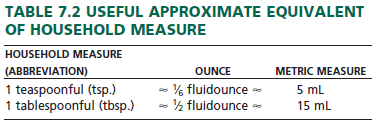 TABLE 7.2 USEFUL APPROXIMATE EQUIVALENT
OF HOUSEHOLD MEASURE
HOUSEHOLD MEASURE
(ABBREVIATION) OUNCE METRIC MEASURE
1 teaspoonful (tsp.) ≈ ⅙ fluidounce ≈ 5 mL
1 tablespoonful (tbsp.) ≈ ½ fluidounce ≈ 15 mL